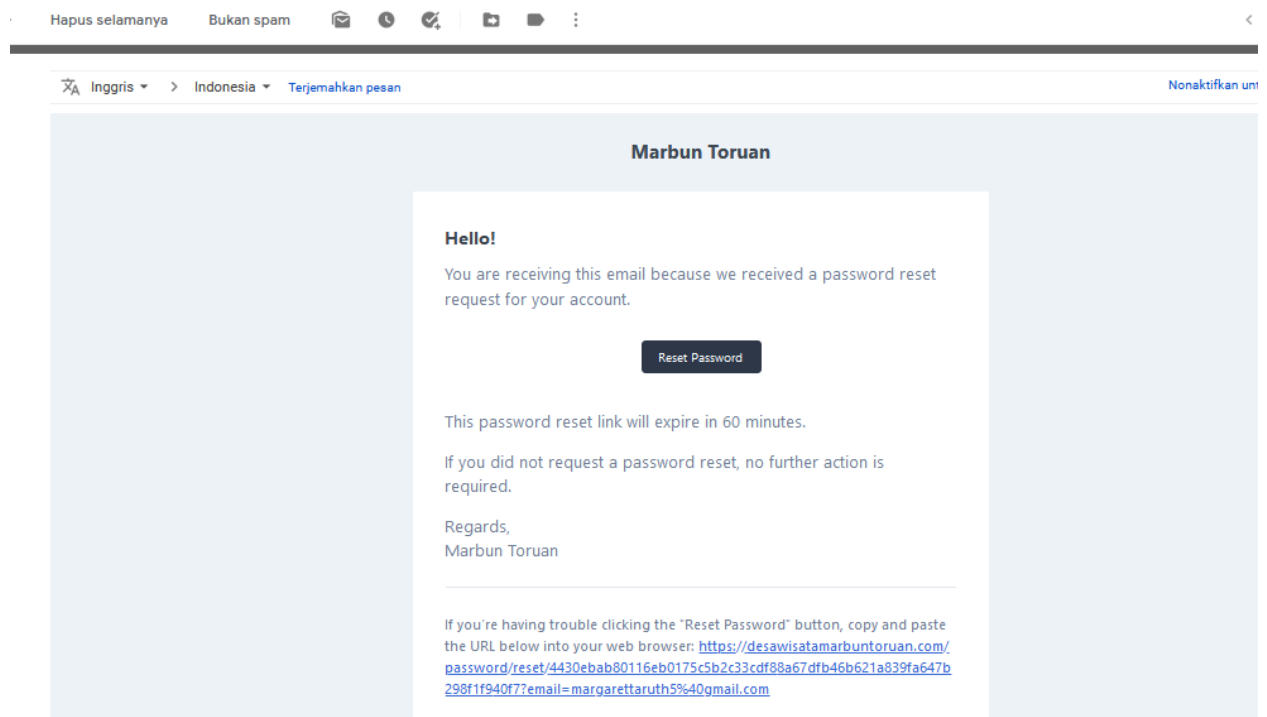 Hapus selamanya Bukan spam
Inggris Indonesia Terjemahkan pesan Nonaktifkan
Marbun Toruan
Hello!
You are receiving this email because we received a password reset
request for your account.
Reset Password
This password reset link will expire in 60 minutes.
If you did not request a password reset, no further action is
required.
Regards,
Marbun Toruan
If you're having trouble clicking the "Reset Password" button, copy and paste
the URL below into your web browser: https://desawisatamarbuntoruan.com/
password/reset/4430ebab80116eb0175c5b2c33cdf88a67dfb46b621a839fa647b
298f1f940f7?email=margarettaruth5%40gmail.com